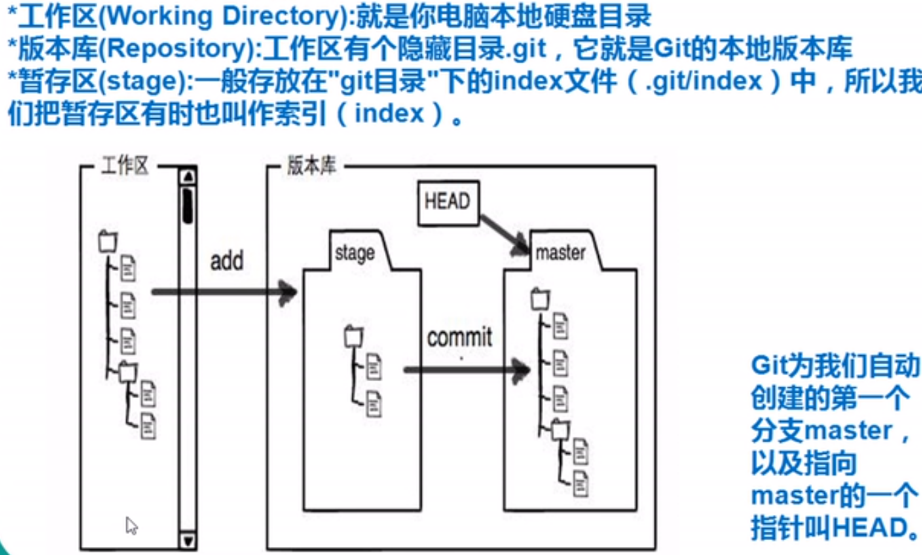 *工作区(Working Directory):就是你电脑本地硬盘目录
*版本库(Repository):工作区有个隐藏目录.git，它就是Git的本地版本库
*暂存区(stage):一般存放在"git目录"下的index文件（.git/index）中，所以我
们把暂存区有时也叫作索引（index）。
工作区
版本库
HEAD
stage
master
add
commit
Git为我们自动
创建的第一个
分支master，
以及指向
master的一个
指针叫HEAD。